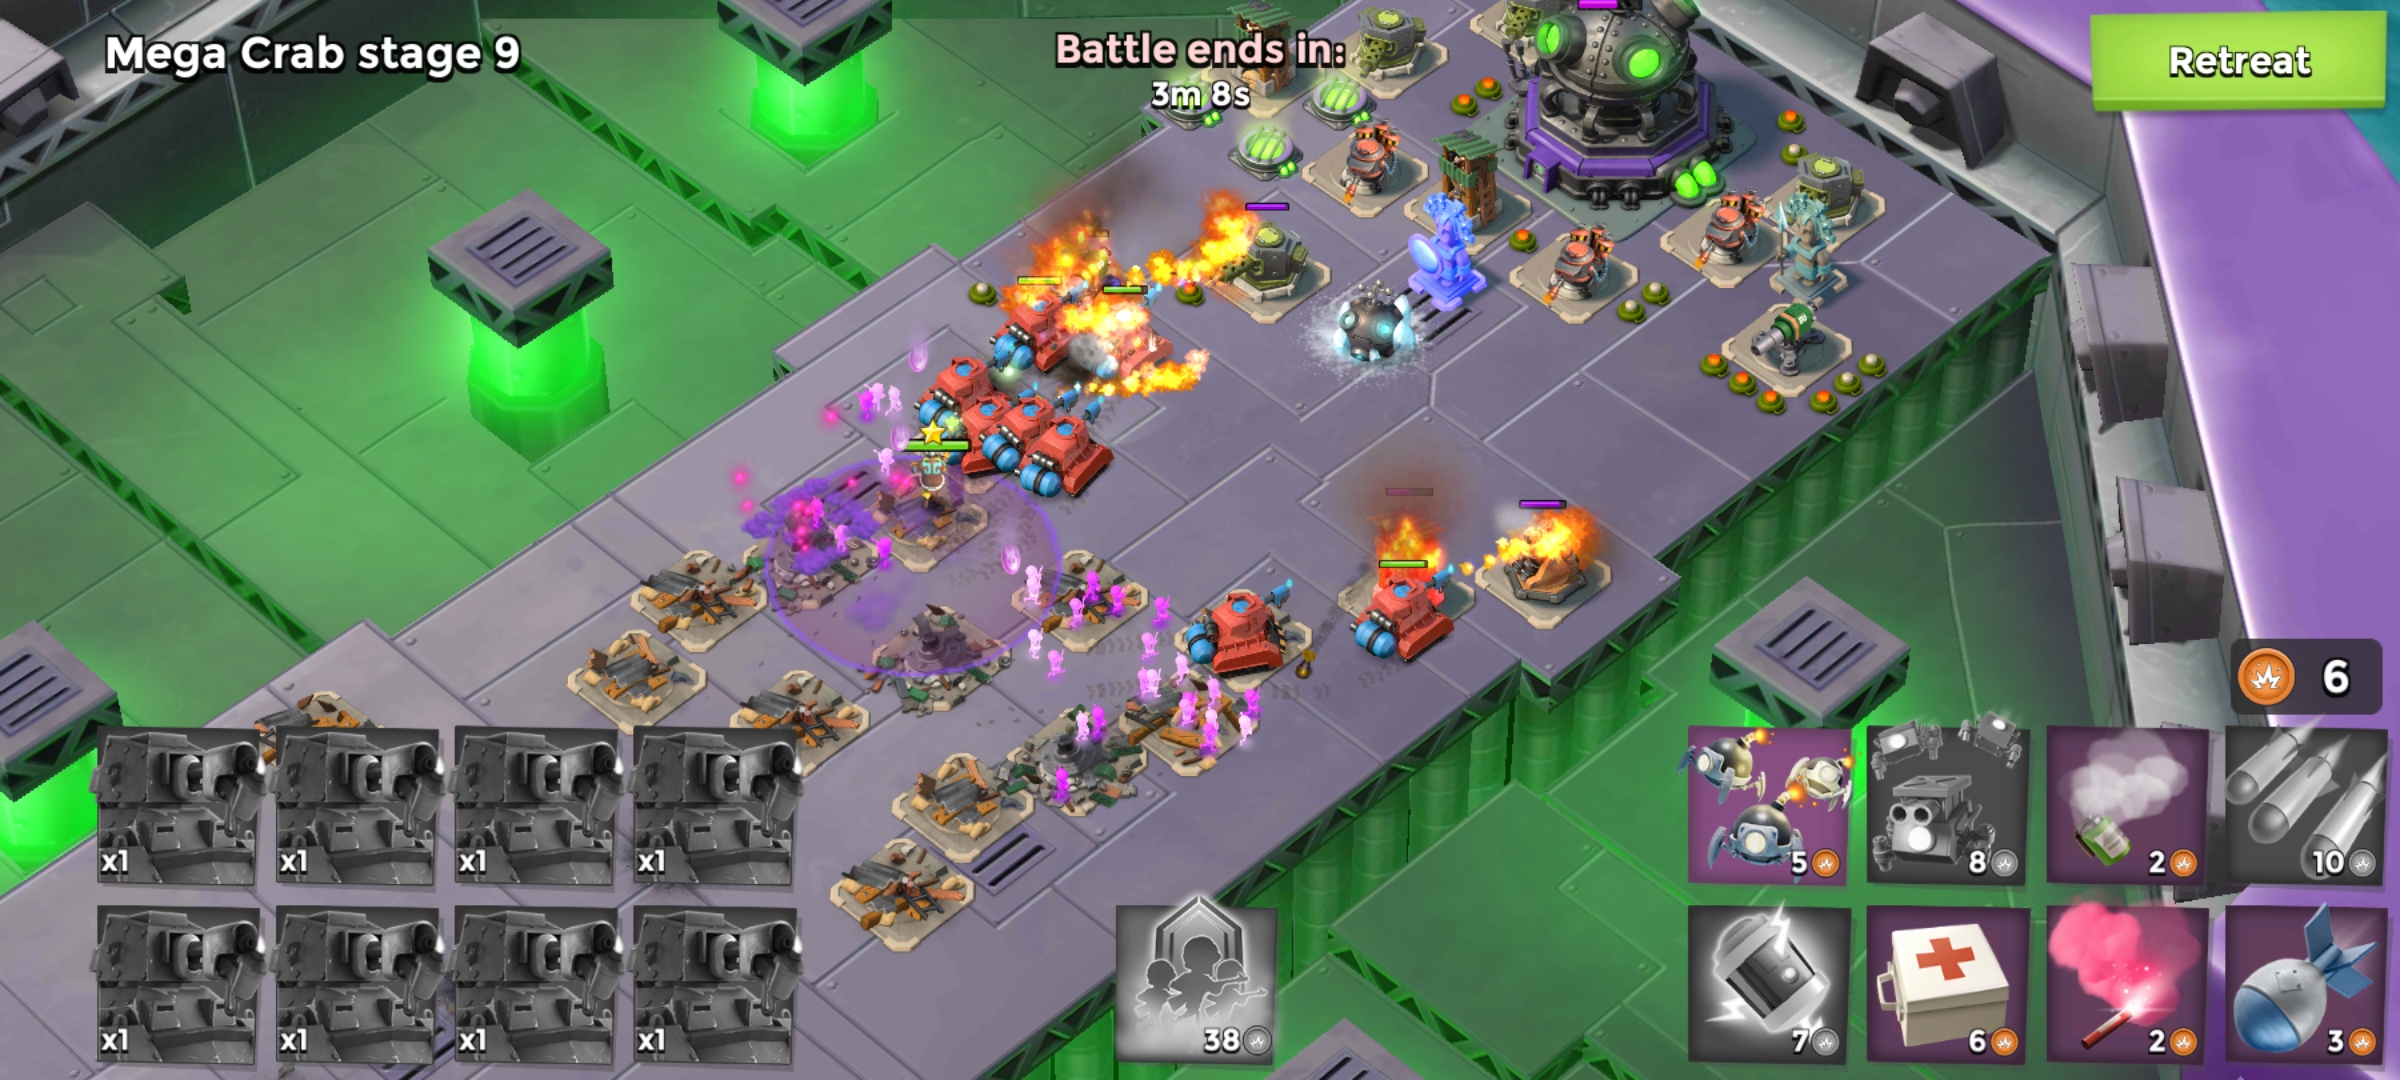 Mega Crab stage 9
Battle ends in:
3m 8s
Retreat
52
6
x1
x1
x1
x1
5
8
2
10
x1
x1
x1
x1
38
7
6
2
3